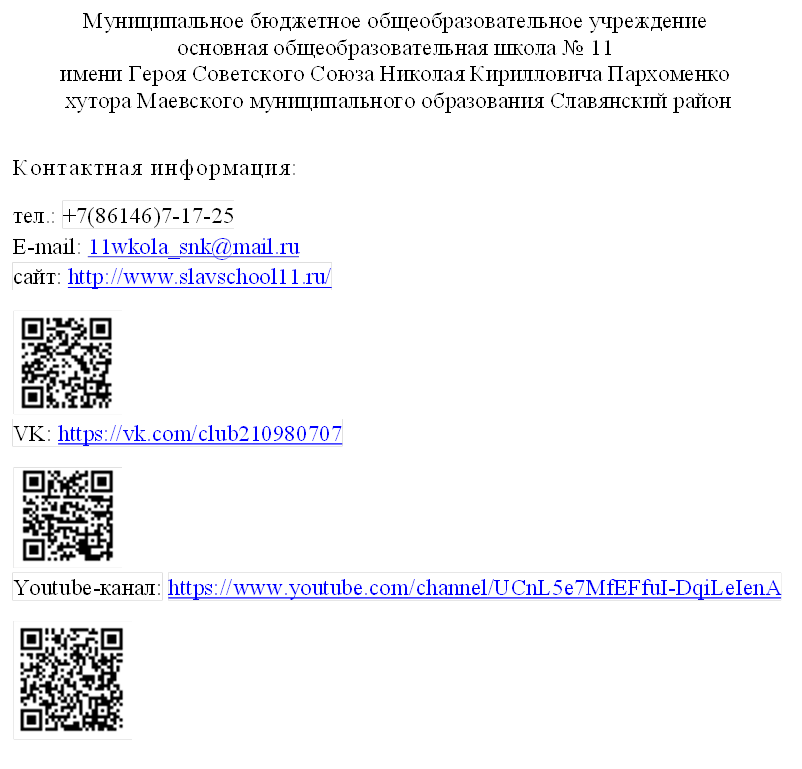 Муниципальное бюджетное общеобразовательное учреждение
основная общеобразовательная школа № 11
имени Героя Советского Союза Николая Кирилловича Пархоменко
хутора Маевского муниципального образования Славянский район
Контактная информация:
тел.: +7(86146)7-17-25
E-mail: 11wkola_snk@mail.ru
сайт: http://www.slavschool11.ru/
VK: https://vk.com/club210980707
Youtube-канал: https://www.youtube.com/channel/UCnL5e7MfEFfuI-DqiLeIenA